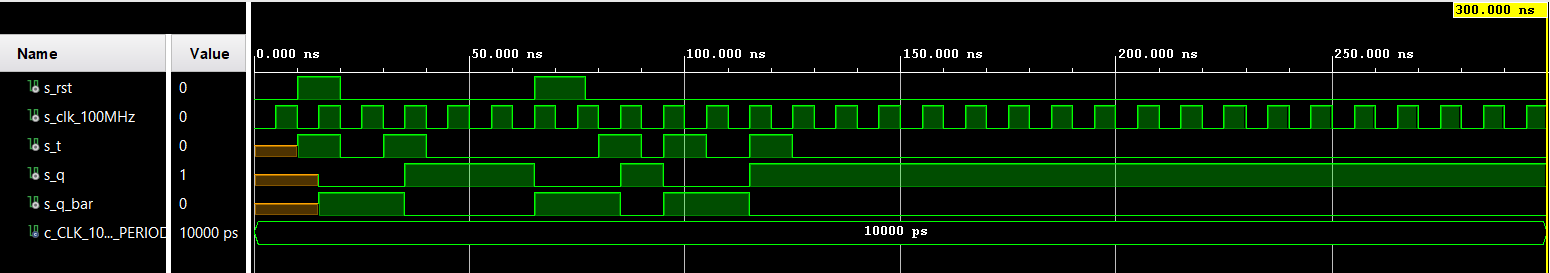 300.000 ns
Name Value
0.000 ns 50.000 ns 100.000 ns 150.000 ns 200.000 ns 250.000 ns
s_rst 0
s_clk_100MHz 0
s_t 0
s_q 1
s_q_bar 0
c_CLK_10..._PERIOD 10000 ps 10000 ps